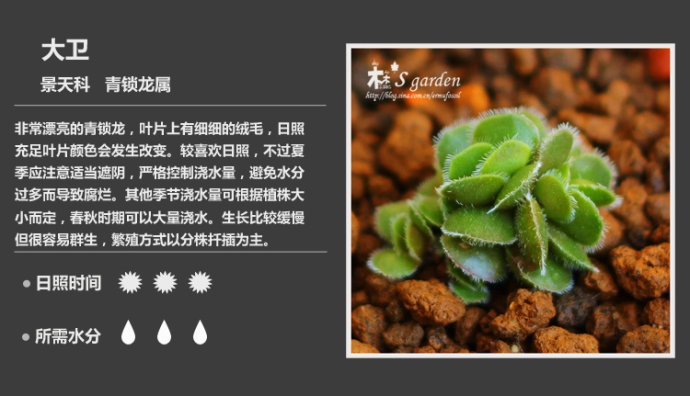 大卫
景天科 青锁龙属
非常漂亮的青锁龙，叶片上有细细的绒毛，日照
充足叶片颜色会发生改变。较喜欢日照，不过夏
季应注意适当遮阴，严格控制浇水量，避免水分
过多而导致腐烂。其他季节浇水量可根据植株大
小而定，春秋时期可以大量浇水。生长比较缓慢
但很容易群生，繁殖方式以分株扦插为主。
日照时间
所需水分
'S garden
http://blog.sina.com.cn/ermufossil